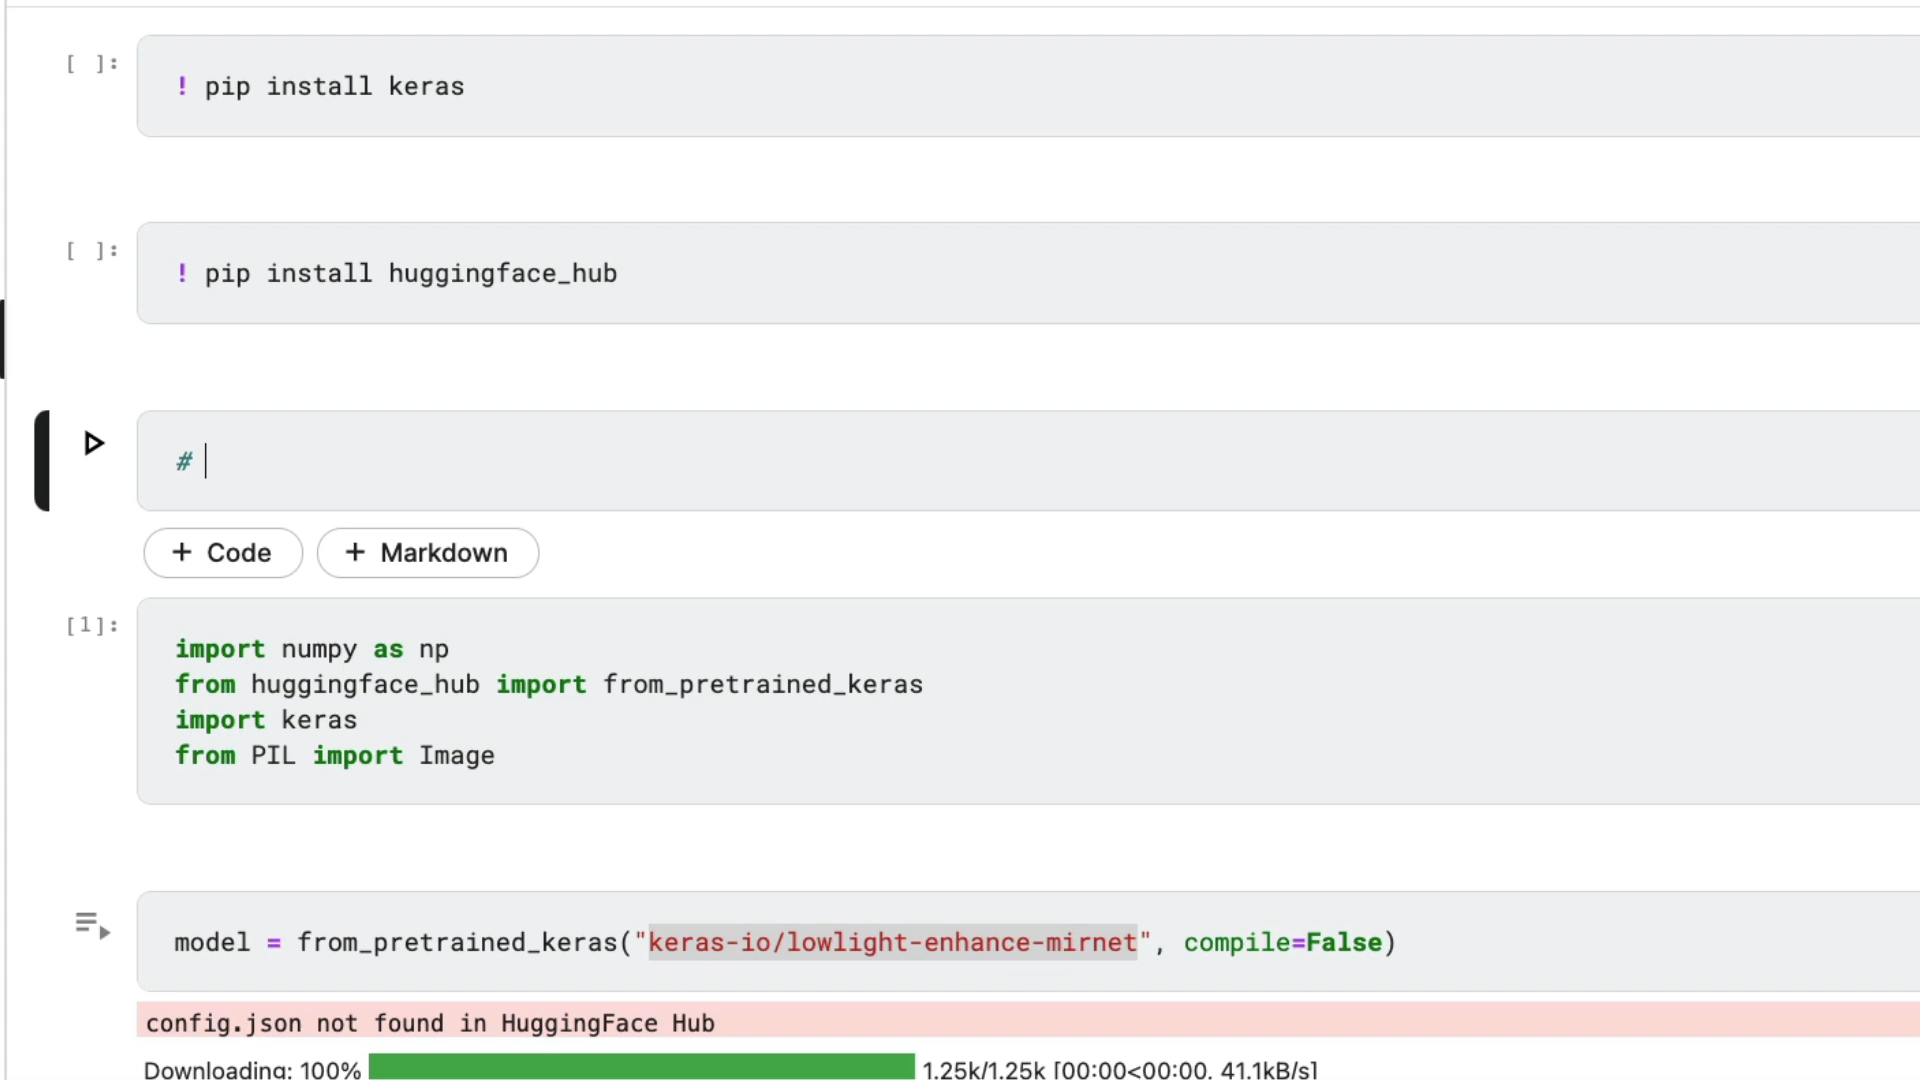 [ ]:
! pip install keras
[ ]:
! pip install huggingface_hub
#
+ Code + Markdown
[1]:
import numpy as np
from huggingface_hub import from_pretrained_keras
import keras
from PIL import Image
model = from_pretrained_keras("keras-io/lowlight-enhance-mirnet", compile=False)
config.json not found in HuggingFace Hub
Downloading: 100% 1.25k/1.25k [00:00<00:00, 41.1kB/s]